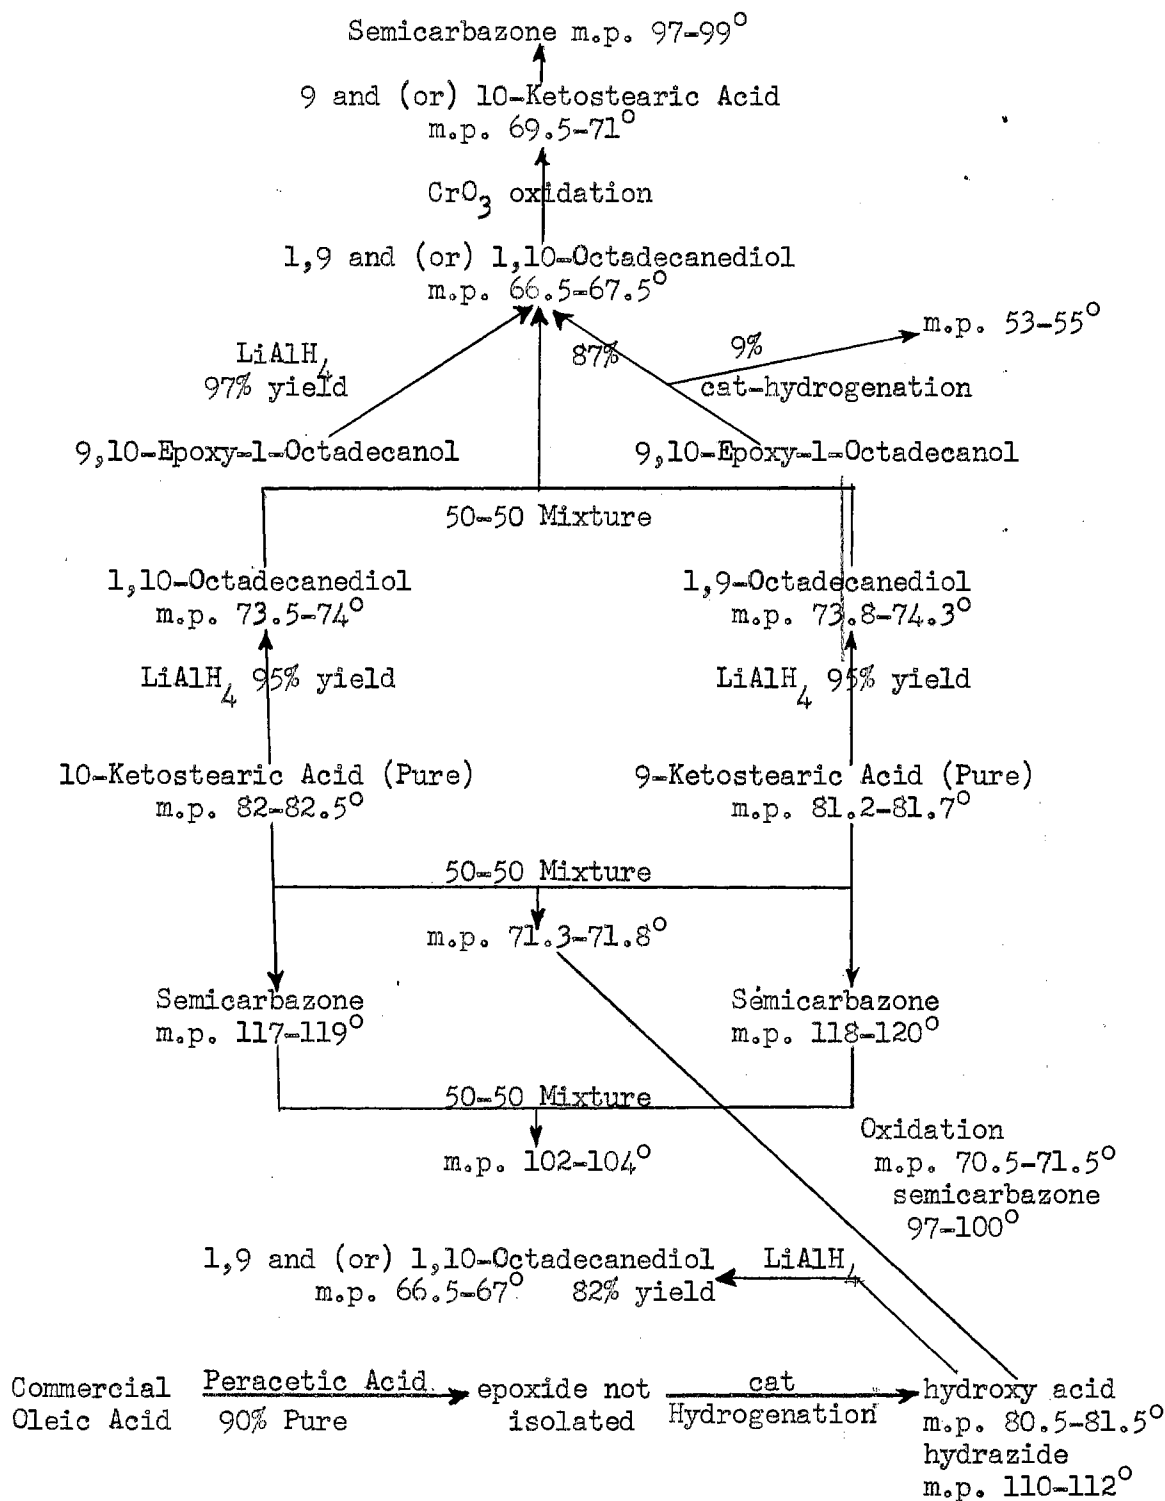 Semicarbazone m.p. 97-99°
9 and (or) 10-Ketostearic Acid
m.p. 69.5-71°
CrO3 oxidation
1,9 and (or) 1,10-Octadecanediol
m.p. 66.5-67.5°
m.p. 53-55°
LiAlH4
97% yield
87%
9%
cat-hydrogenation
9,10-Epoxy-1-Octadecanol
9,10-Epoxy-1-Octadecanol
50-50 Mixture
1,10-Octadecanediol
m.p. 73.5-74°
1,9-Octadecanediol
m.p. 73.8-74.3°
LiAlH4 95% yield
LiAlH4 95% yield
10-Ketostearic Acid (Pure)
m.p. 82-82.5°
9-Ketostearic Acid (Pure)
m.p. 81.2-81.7°
50-50 Mixture
m.p. 71.3-71.8°
Semicarbazone
m.p. 117-119°
Semicarbazone
m.p. 118-120°
50-50 Mixture
m.p. 102-104°
Oxidation
m.p. 70.5-71.5°
semicarbazone
97-100°
1,9 and (or) 1,10-Octadecanediol
m.p. 66.5-67° 82% yield
LiAlH4
Commercial
Oleic Acid
Peracetic Acid
90% Pure
epoxide not
isolated
cat
Hydrogenation
hydroxy acid
m.p. 80.5-81.5°
hydrazide
m.p. 110-112°